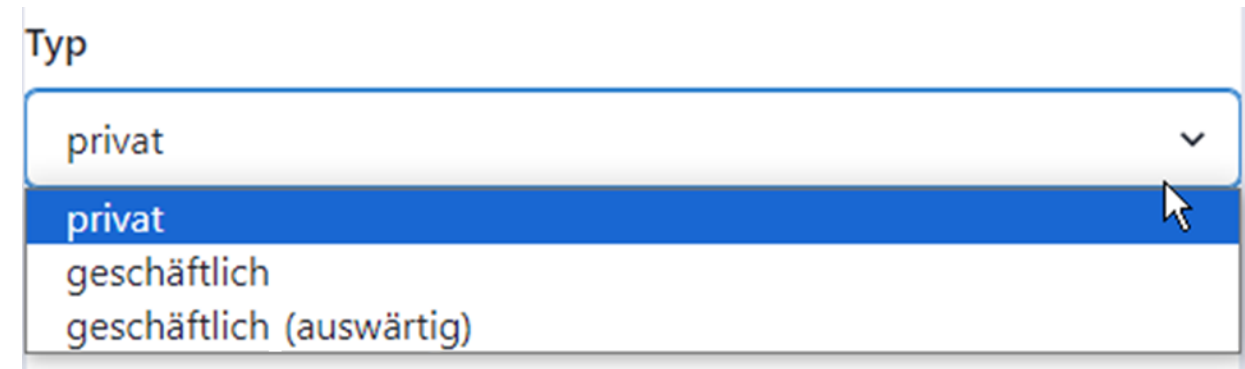 Typ
privat
privat
geschäftlich
geschäftlich (auswärtig)